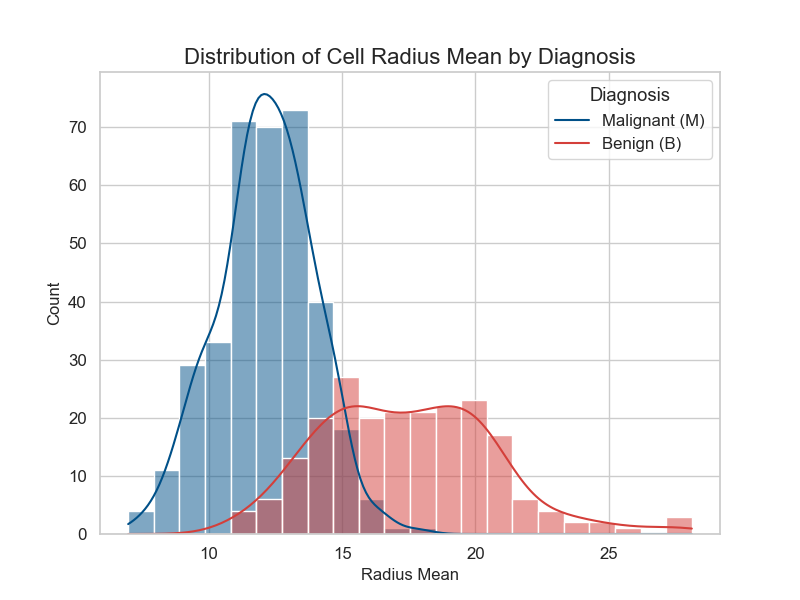 Distribution of Cell Radius Mean by Diagnosis
Diagnosis
Malignant (M)
Benign (B)
Count
70
60
50
40
30
20
10
0
10 15 20 25
Radius Mean